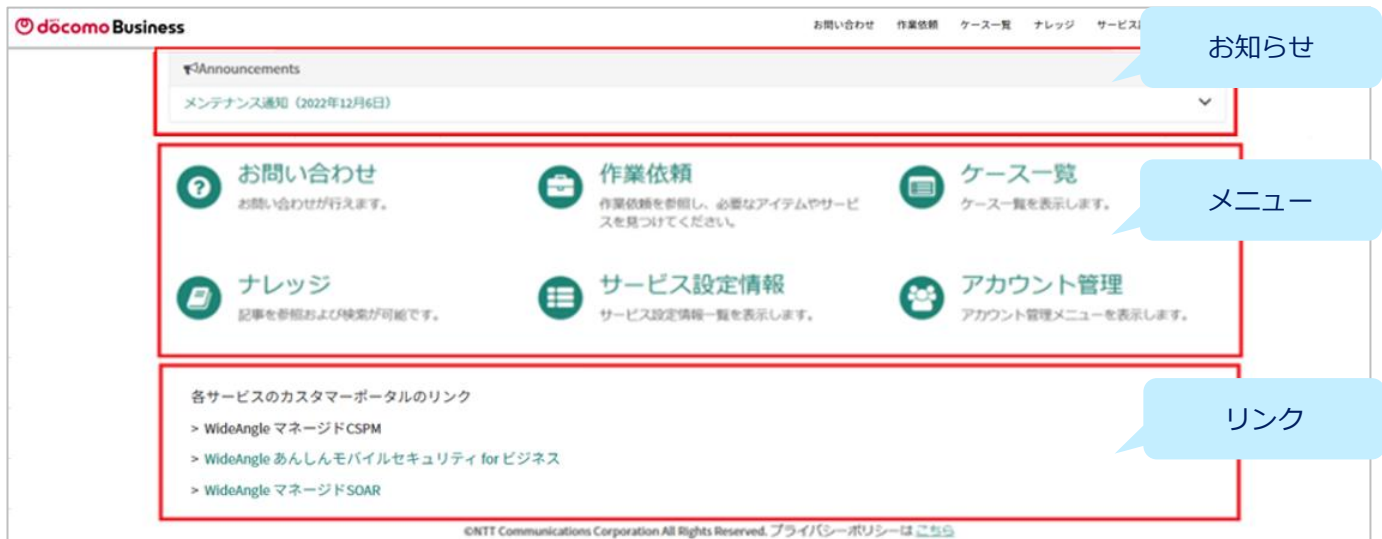 döcomo Business
お問い合わせ 作業依頼 ケース一覧 ナレッジ サービス
お知らせ
Announcements
メンテナンス通知（2022年12月6日）
お問い合わせ
お問い合わせが行えます。
作業依頼
作業依頼を参照し、必要なアイテムやサービ
スを見つけてください。
ケース一覧
ケース一覧を表示します。
メニュー
ナレッジ
記事を参照および検索が可能です。
サービス設定情報
サービス設定情報一覧を表示します。
アカウント管理
アカウント管理メニューを表示します。
各サービスのカスタマーポータルのリンク
> WideAngle マネージドCSPM
> WideAngle あんしんモバイルセキュリティ for ビジネス
> WideAngle マネージドSOAR
リンク
©NTT Communications Corporation All Rights Reserved. プライバシーポリシーは こちら